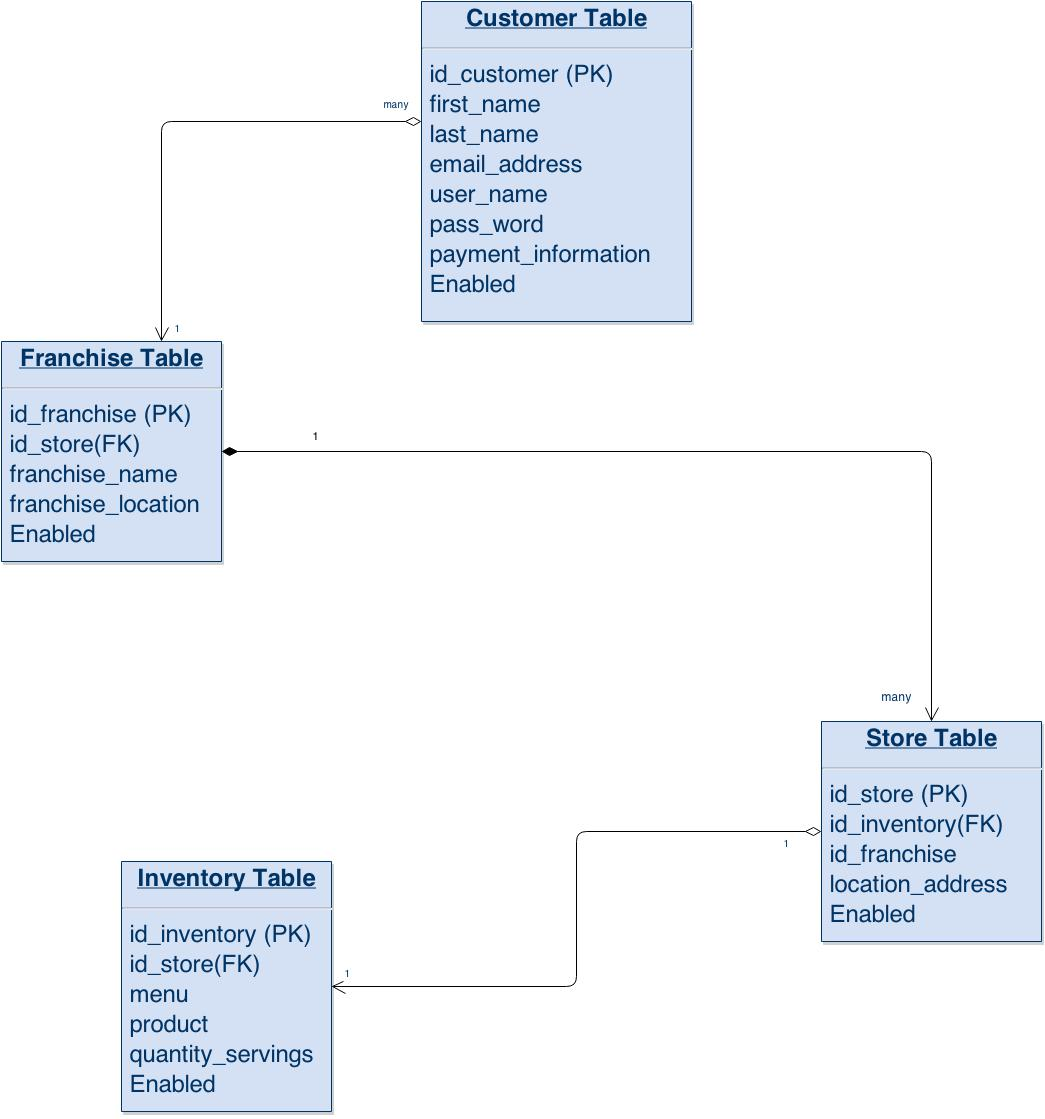 Customer Table
id_customer (PK)
first_name
last_name
email_address
user_name
pass_word
payment_information
Enabled
many
1
Franchise Table
id_franchise (PK)
id_store(FK)
franchise_name
franchise_location
Enabled
1
many
Store Table
id_store (PK)
id_inventory(FK)
id_franchise
location_address
Enabled
1
1
Inventory Table
id_inventory (PK)
id_store(FK)
menu
product
quantity_servings
Enabled